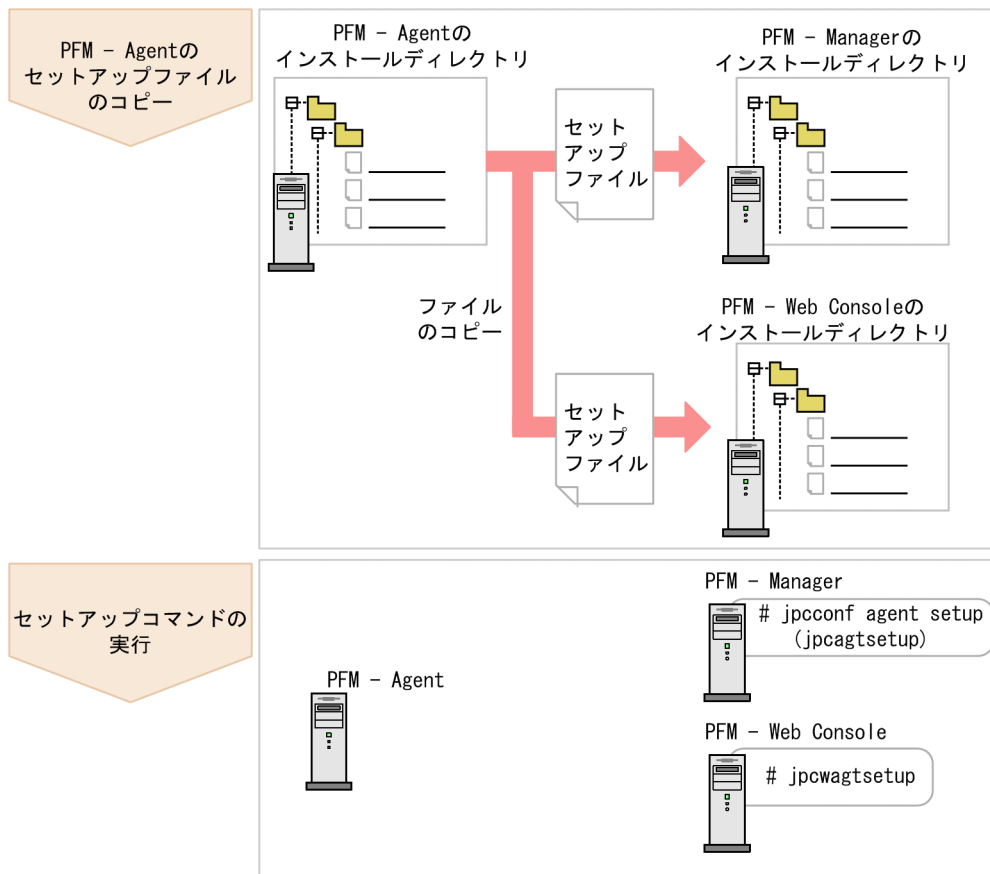 PFM - Agentの
セットアップファイル
のコピー
PFM - Agentの
インストールディレクトリ
PFM - Managerの
インストールディレクトリ
セット
アップ
ファイル
ファイル
のコピー
PFM - Web Consoleの
インストールディレクトリ
セット
アップ
ファイル
セットアップコマンドの
実行
PFM - Agent
PFM - Manager
# jpcconf agent setup
(jpcagtsetup)
PFM - Web Console
# jpcwagtsetup